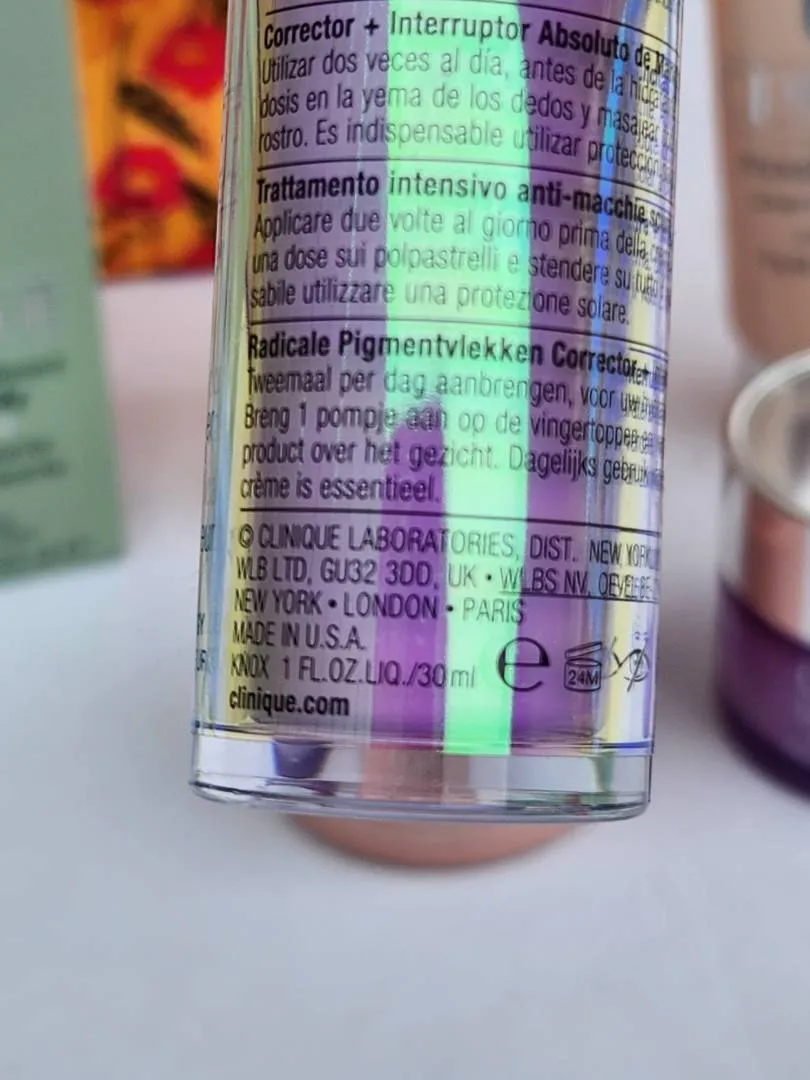 Corrector + Interruptor Absoluto de
Utilizar dos veces al día, antes de la
dosis en la yema de los dedos y masajear
rostro. Es indispensable utilizar protección
Trattamento intensivo anti-macchie
Applicare due volte al giorno prima della
una dose sui polpastrelli e stendere su tutto
sabile utilizzare una protezione solare.
Radicale Pigmentvlekken Corrector
Tweemaal per dag aanbrengen, voor uw
Breng 1 pompje aan op de vingertoppen
product over het gezicht. Dagelijks gebruik
crème is essentieel.
© CLINIQUE LABORATORIES, DIST. NEW YORK
WLB LTD, GU32 3DD, UK • WLBS NV, OEVEL BE
NEW YORK • LONDON • PARIS
MADE IN U.S.A.
KNOX 1 FL.OZ.LIQ./30ml e 24M
clinique.com